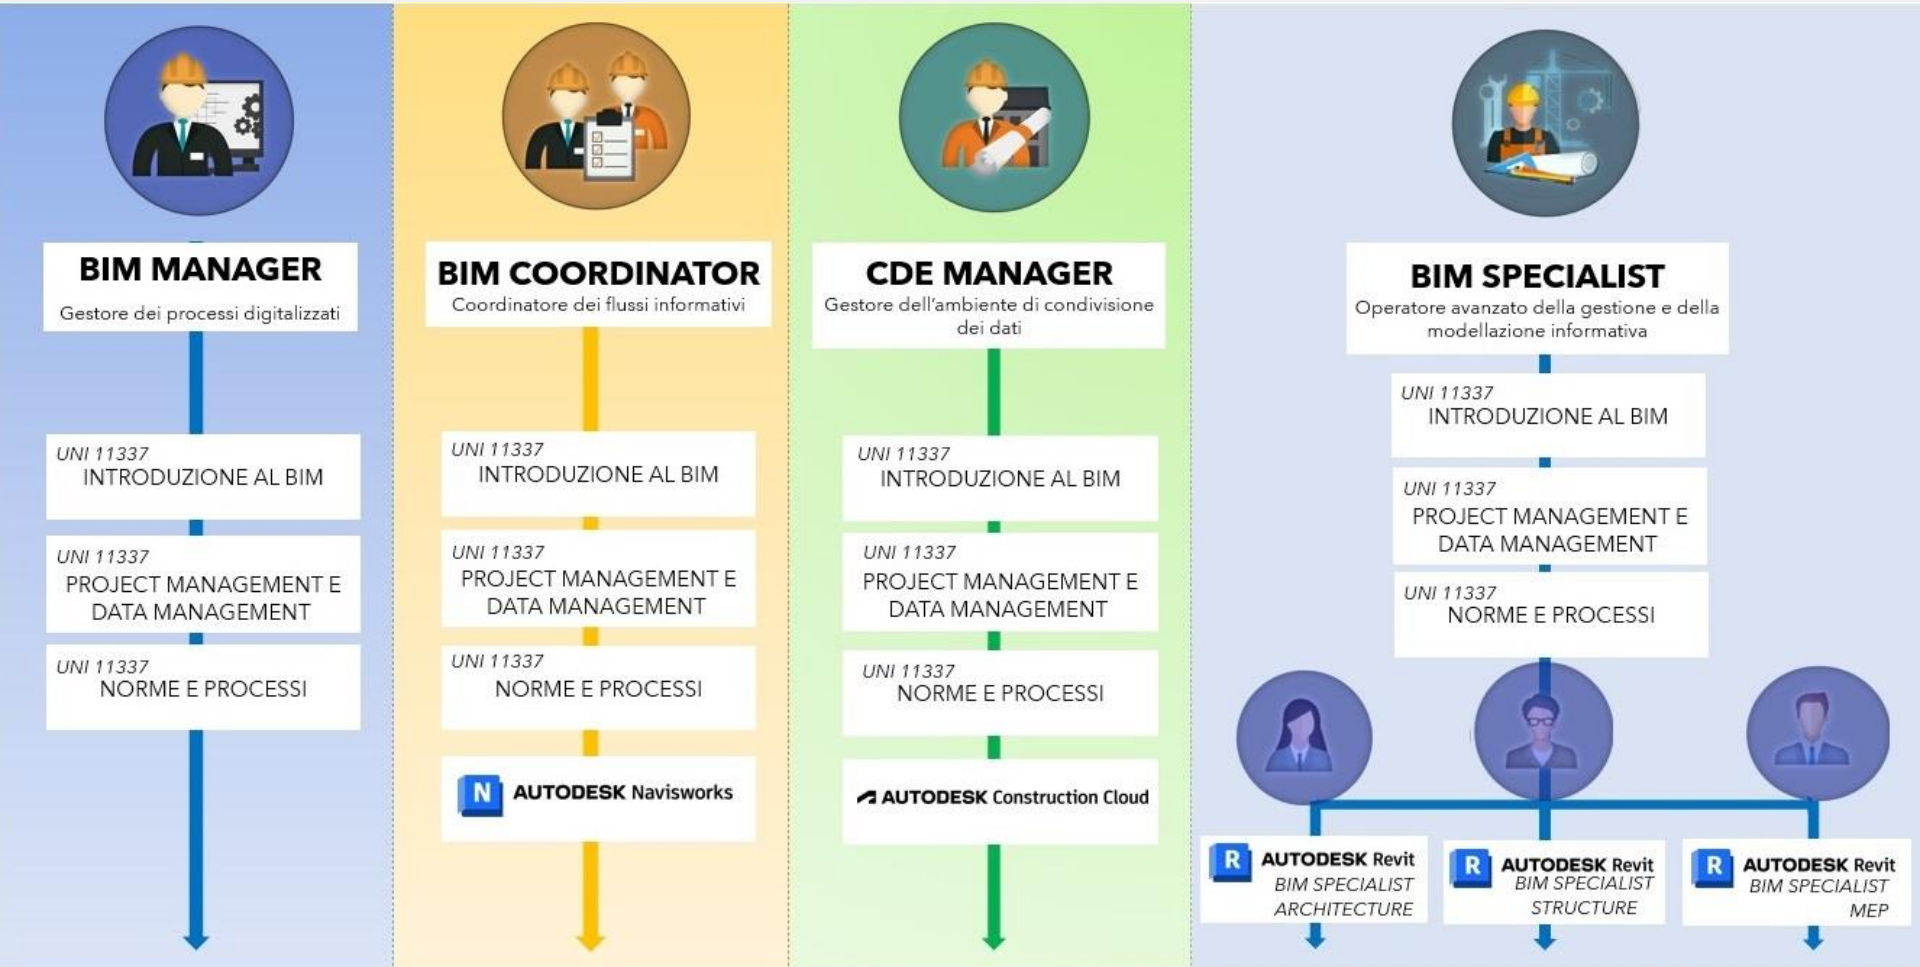 BIM MANAGER
Gestore dei processi digitalizzati
UNI 11337
INTRODUZIONE AL BIM
UNI 11337
PROJECT MANAGEMENT E
DATA MANAGEMENT
UNI 11337
NORME E PROCESSI
BIM COORDINATOR
Coordinatore dei flussi informativi
UNI 11337
INTRODUZIONE AL BIM
UNI 11337
PROJECT MANAGEMENT E
DATA MANAGEMENT
UNI 11337
NORME E PROCESSI
N AUTODESK Navisworks
CDE MANAGER
Gestore dell'ambiente di condivisione
dei dati
UNI 11337
INTRODUZIONE AL BIM
UNI 11337
PROJECT MANAGEMENT E
DATA MANAGEMENT
UNI 11337
NORME E PROCESSI
AUTODESK Construction Cloud
BIM SPECIALIST
Operatore avanzato della gestione e della
modellazione informativa
UNI 11337
INTRODUZIONE AL BIM
UNI 11337
PROJECT MANAGEMENT E
DATA MANAGEMENT
UNI 11337
NORME E PROCESSI
R AUTODESK Revit
BIM SPECIALIST
ARCHITECTURE
R AUTODESK Revit
BIM SPECIALIST
STRUCTURE
R AUTODESK Revit
BIM SPECIALIST
MEP